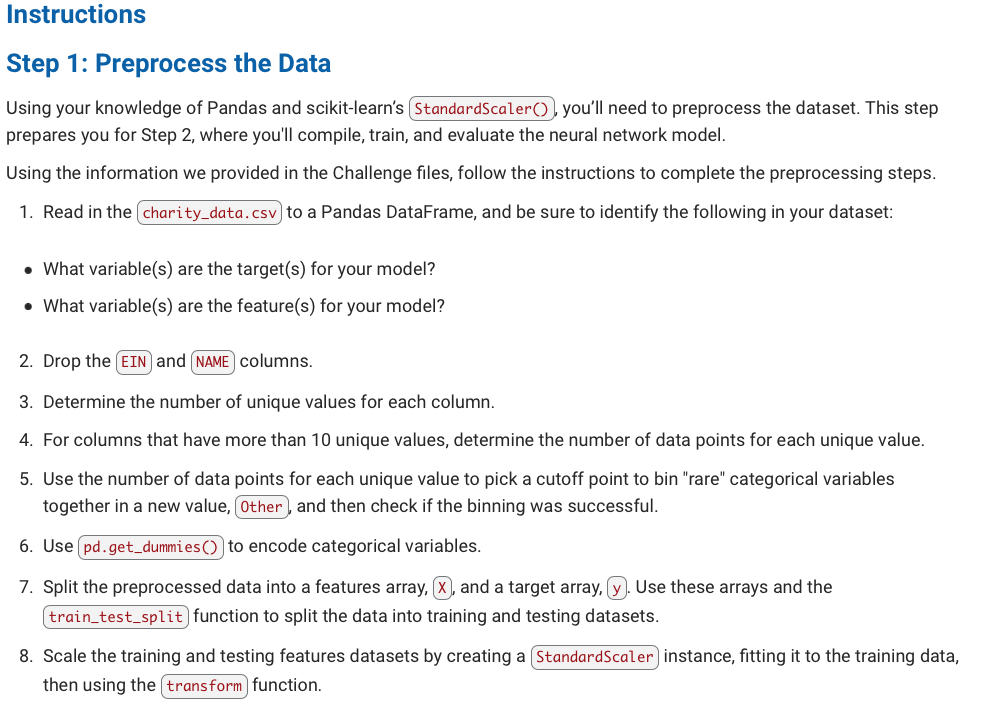 Instructions
Step 1: Preprocess the Data
Using your knowledge of Pandas and scikit-learn’s StandardScaler(), you’ll need to preprocess the dataset. This step
prepares you for Step 2, where you'll compile, train, and evaluate the neural network model.
Using the information we provided in the Challenge files, follow the instructions to complete the preprocessing steps.
1. Read in the charity_data.csv to a Pandas DataFrame, and be sure to identify the following in your dataset:
• What variable(s) are the target(s) for your model?
• What variable(s) are the feature(s) for your model?
2. Drop the EIN and NAME columns.
3. Determine the number of unique values for each column.
4. For columns that have more than 10 unique values, determine the number of data points for each unique value.
5. Use the number of data points for each unique value to pick a cutoff point to bin "rare" categorical variables
together in a new value, Other, and then check if the binning was successful.
6. Use pd.get_dummies() to encode categorical variables.
7. Split the preprocessed data into a features array, X, and a target array, y. Use these arrays and the
train_test_split function to split the data into training and testing datasets.
8. Scale the training and testing features datasets by creating a StandardScaler instance, fitting it to the training data,
then using the transform function.